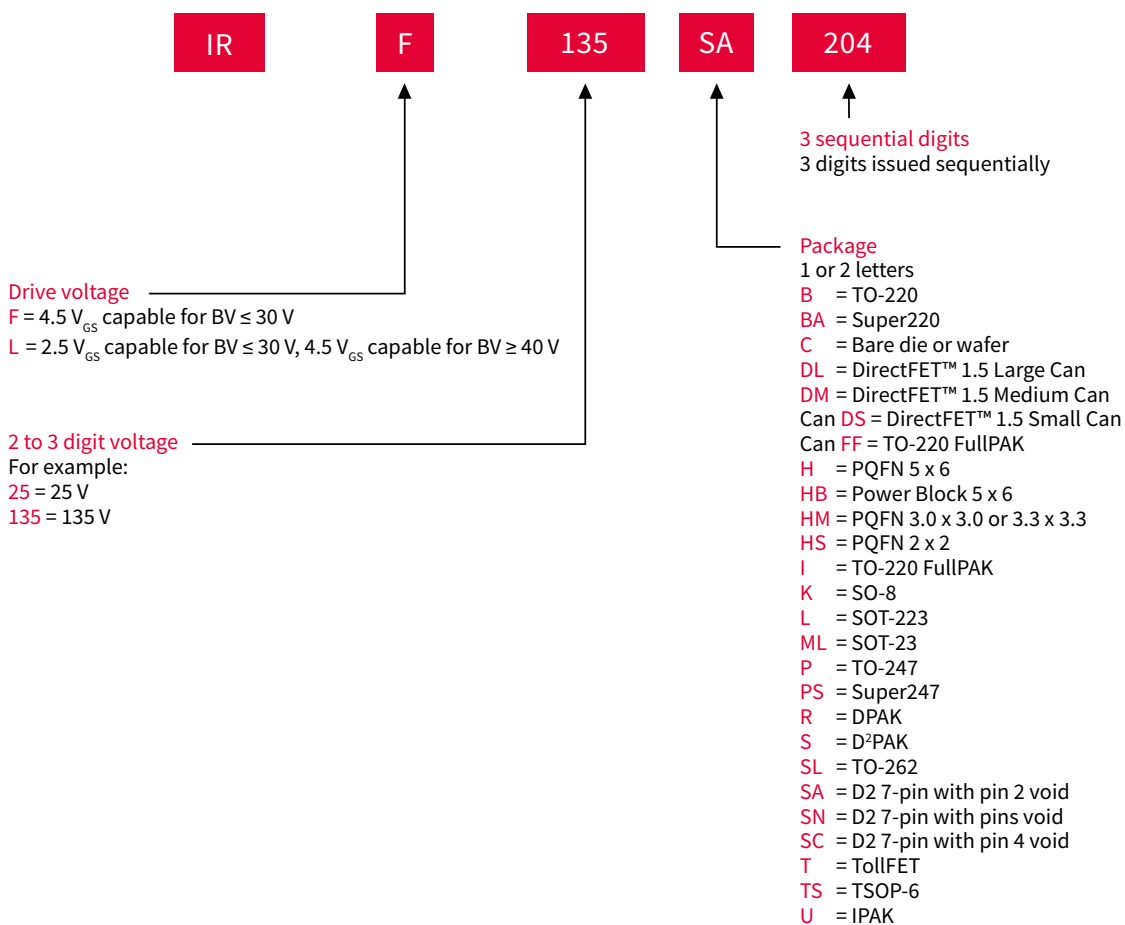 IR F 135 SA 204
3 sequential digits
3 digits issued sequentially
Package
1 or 2 letters
B = TO-220
BA = Super220
C = Bare die or wafer
DL = DirectFET™ 1.5 Large Can
DM = DirectFET™ 1.5 Medium Can
Can DS = DirectFET™ 1.5 Small Can
Can FF = TO-220 FullPAK
H = PQFN 5 x 6
HB = Power Block 5 x 6
HM = PQFN 3.0 x 3.0 or 3.3 x 3.3
HS = PQFN 2 x 2
I = TO-220 FullPAK
K = SO-8
L = SOT-223
ML = SOT-23
P = TO-247
PS = Super247
R = DPAK
S = D²PAK
SL = TO-262
SA = D2 7-pin with pin 2 void
SN = D2 7-pin with pins void
SC = D2 7-pin with pin 4 void
T = TollFET
TS = TSOP-6
U = IPAK
Drive voltage
F = 4.5 V_GS capable for BV ≤ 30 V
L = 2.5 V_GS capable for BV ≤ 30 V, 4.5 V_GS capable for BV ≥ 40 V
2 to 3 digit voltage
For example:
25 = 25 V
135 = 135 V